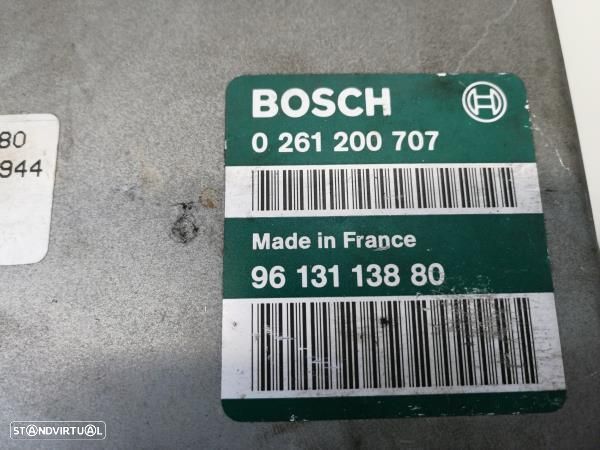 80
944
BOSCH
0 261 200 707
Made in France
96 131 138 80
STANDVIRTUAL